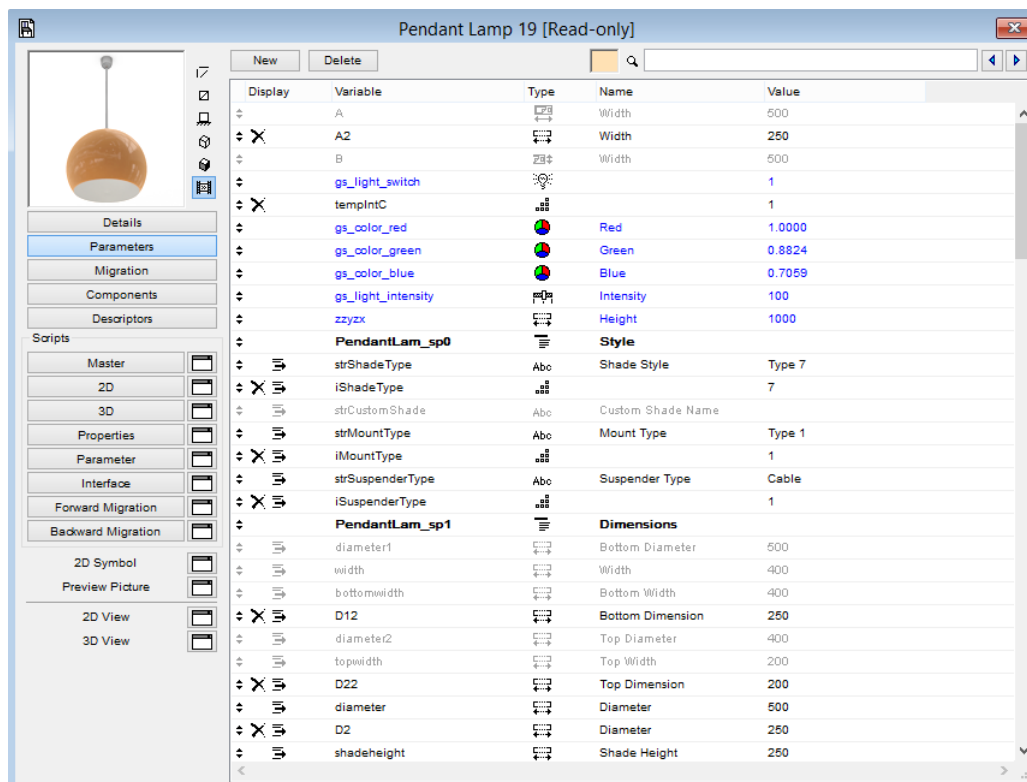 Pendant Lamp 19 [Read-only]
New Delete
Display Variable Type Name Value
A Width 500
A2 Width 250
B Width 500
gs_light_switch 1
tempIntC 1
gs_color_red Red 1.0000
gs_color_green Green 0.8824
gs_color_blue Blue 0.7059
gs_light_intensity Intensity 100
zzyzx Height 1000
PendantLam_sp0 Style
strShadeType Abc Shade Style Type 7
iShadeType 7
strCustomShade Abc Custom Shade Name
strMountType Abc Mount Type Type 1
iMountType 1
strSuspenderType Abc Suspender Type Cable
iSuspenderType 1
PendantLam_sp1 Dimensions
diameter1 Bottom Diameter 500
width Width 400
bottomwidth Bottom Width 400
D12 Bottom Dimension 250
diameter2 Top Diameter 400
topwidth Top Width 200
D22 Top Dimension 200
diameter Diameter 500
D2 Diameter 250
shadeheight Shade Height 250
Details
Parameters
Migration
Components
Descriptors
Scripts
Master
2D
3D
Properties
Parameter
Interface
Forward Migration
Backward Migration
2D Symbol
Preview Picture
2D View
3D View